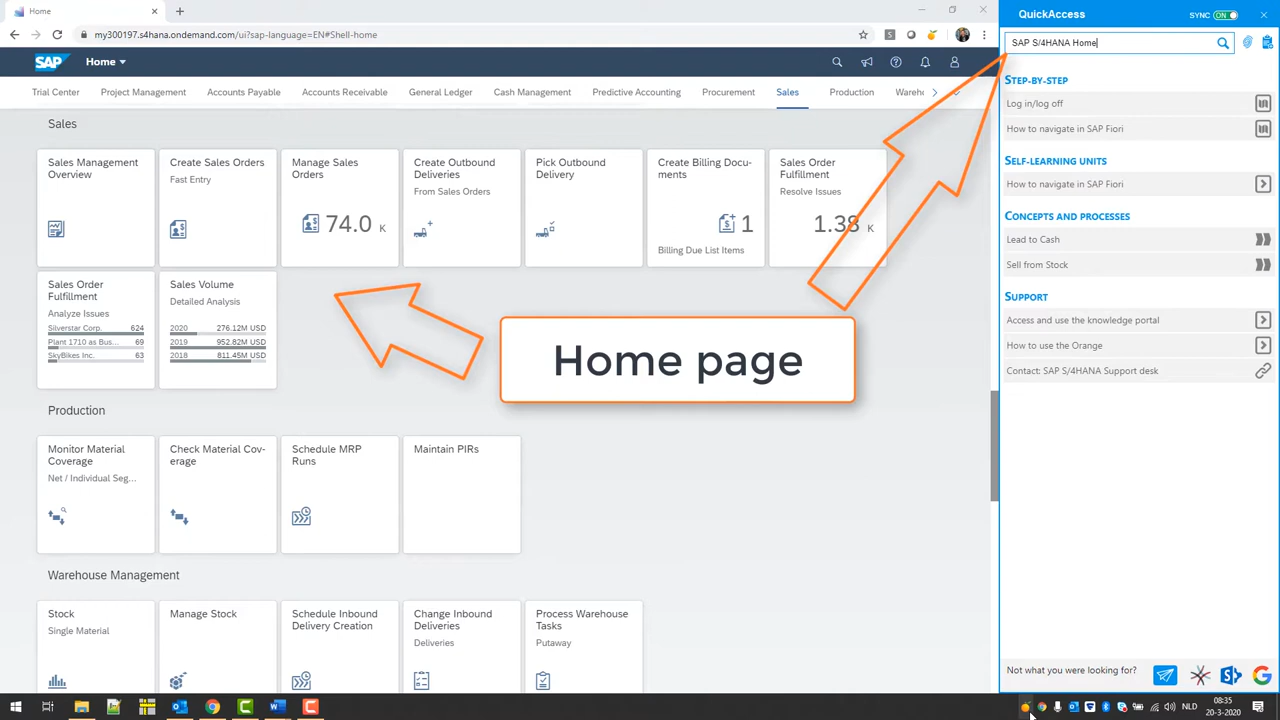 Home
QuickAccess
SYNC ON
my300197.s4hana.ondemand.com/ui?sap-language=EN#Shell-home
SAP S/4HANA Home
SAP
Home
Trial Center
Project Management
Accounts Payable
Accounts Receivable
General Ledger
Cash Management
Predictive Accounting
Procurement
Sales
Production
Wareho
STEP-BY-STEP
Log in/log off
How to navigate in SAP Fiori
SELF-LEARNING UNITS
How to navigate in SAP Fiori
CONCEPTS AND PROCESSES
Lead to Cash
Sell from Stock
SUPPORT
Access and use the knowledge portal
How to use the Orange
Contact: SAP S/4HANA Support desk
Sales
Sales Management
Overview
Create Sales Orders
Fast Entry
Manage Sales
Orders
74.0 K
Create Outbound
Deliveries
From Sales Orders
Pick Outbound
Delivery
Create Billing Docu-
ments
1
Billing Due List Items
Sales Order
Fulfillment
Resolve Issues
1.38 K
Sales Order
Fulfillment
Analyze Issues
Silverstar Corp. 624
Plant 1710 as Bus... 69
SkyBikes Inc. 63
Sales Volume
Detailed Analysis
2020 276.12M USD
2019 952.82M USD
2018 811.45M USD
Home page
Production
Monitor Material
Coverage
Net / Individual Seg...
Check Material Cov-
erage
Schedule MRP
Runs
Maintain PIRs
Warehouse Management
Stock
Single Material
Manage Stock
Schedule Inbound
Delivery Creation
Change Inbound
Deliveries
Deliveries
Process Warehouse
Tasks
Putaway
Not what you were looking for?
NLD
08:35
20-3-2020